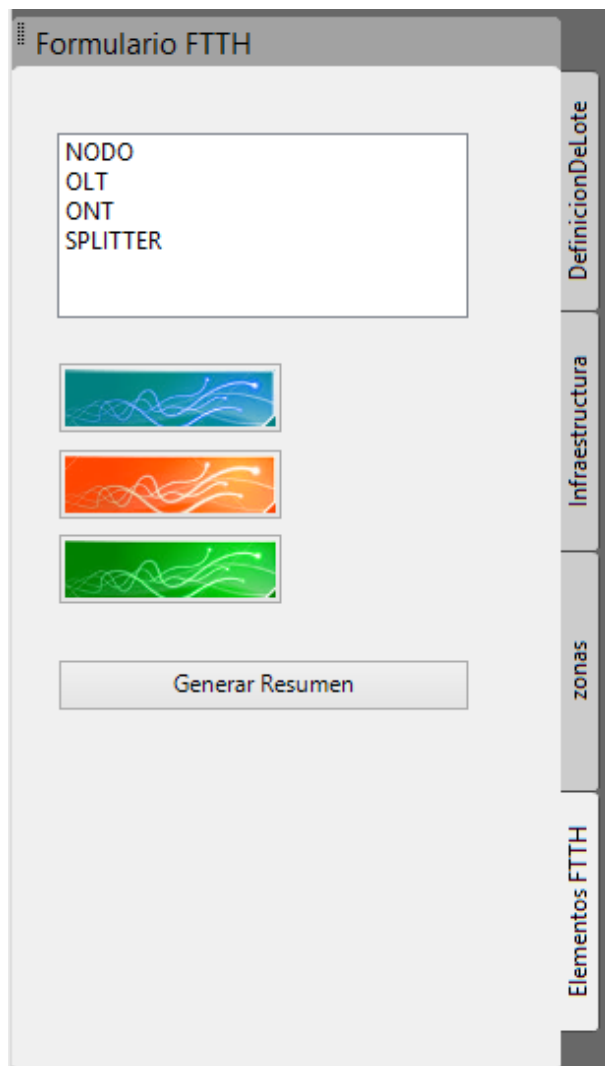 Formulario FTTH
NODO
OLT
ONT
SPLITTER
Generar Resumen
DefinicionDeLote
Infraestructura
zonas
Elementos FTTH